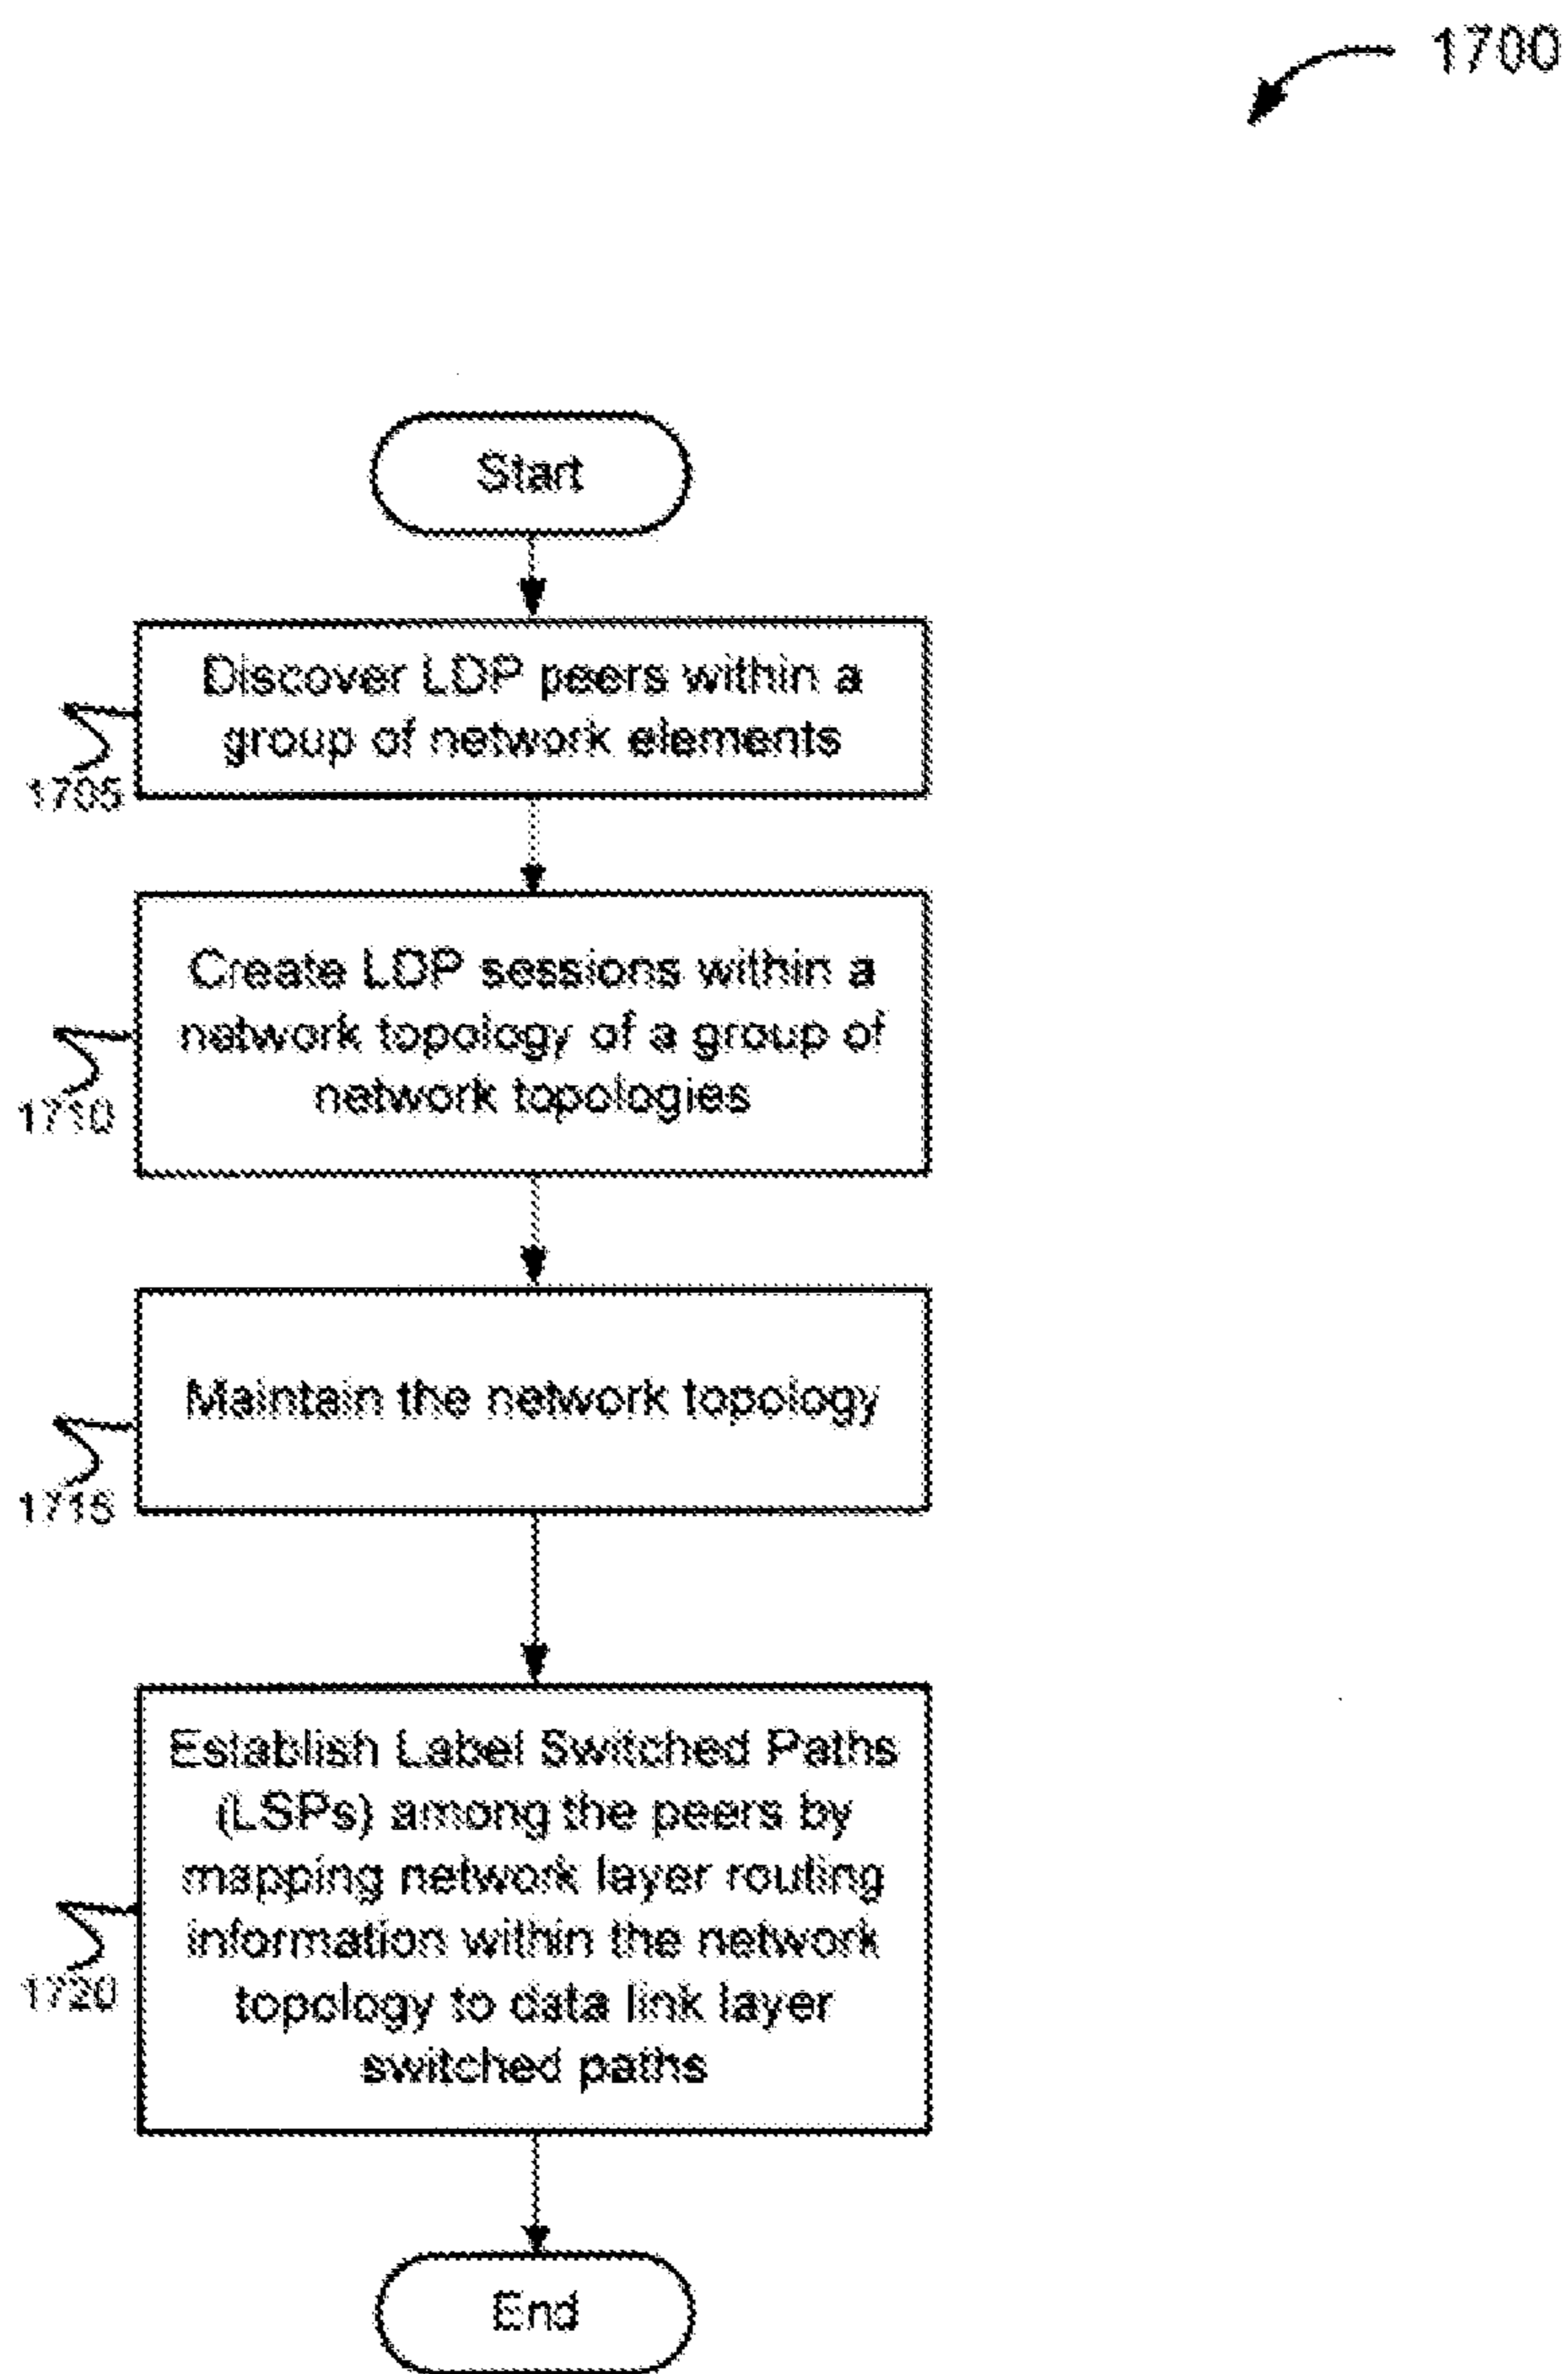 1700
Start
Discover LDP peers within a
group of network elements
1705
Create LDP sessions within a
network topology of a group of
network topologies
1710
Maintain the network topology
1715
Establish Label Switched Paths
(LSPs) among the peers by
mapping network layer routing
information within the network
topology to data link layer
switched paths
1720
End